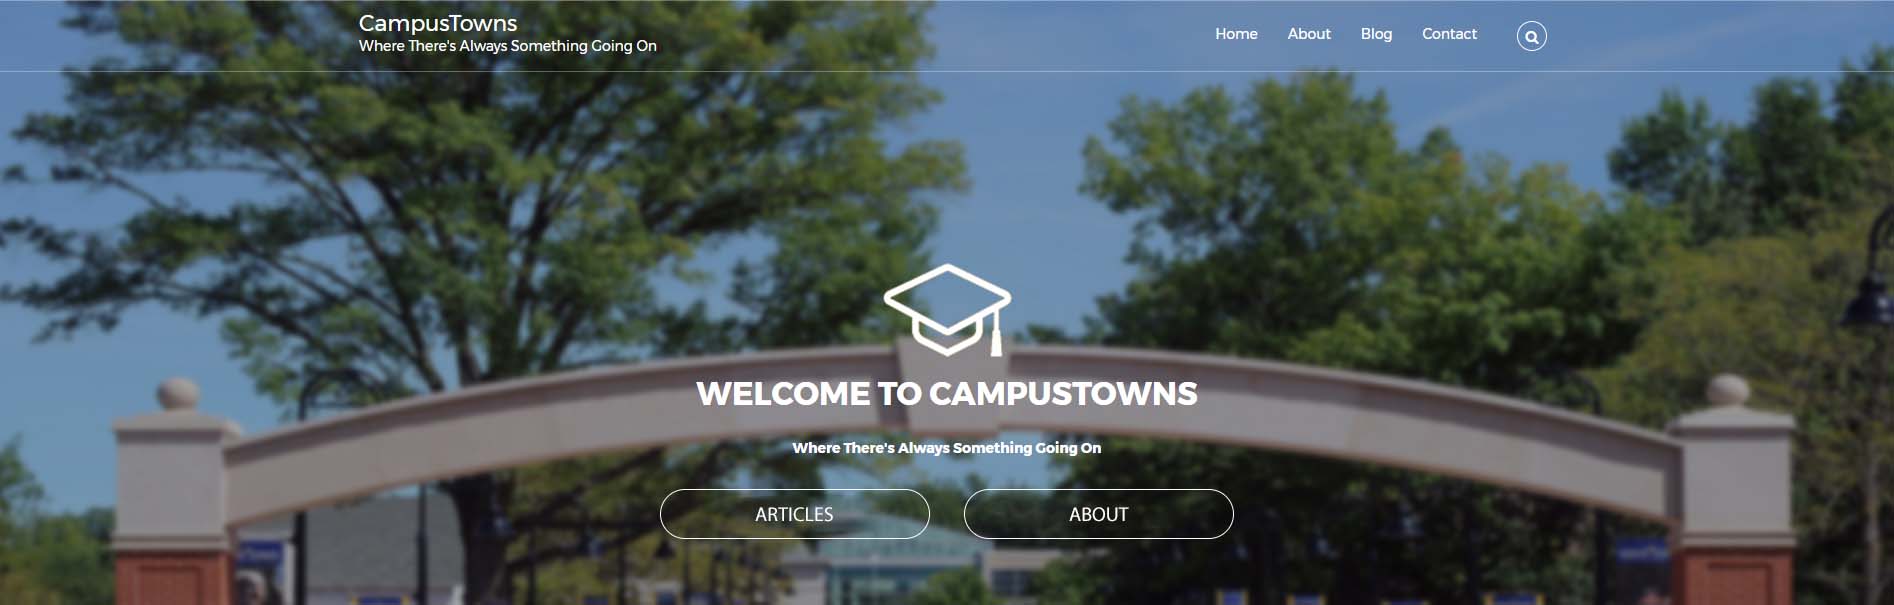 CampusTowns
Where There's Always Something Going On
Home About Blog Contact
WELCOME TO CAMPUSTOWNS
Where There's Always Something Going On
ARTICLES ABOUT